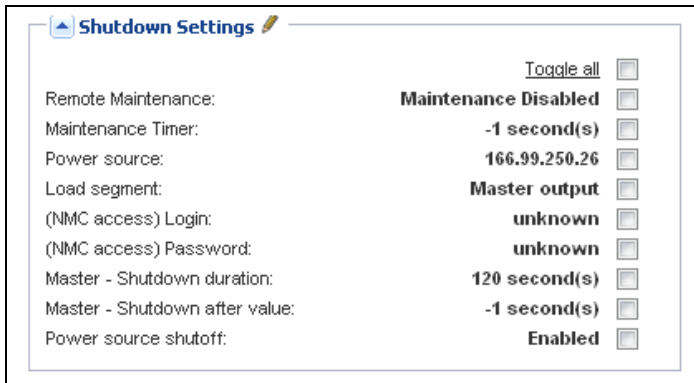 Shutdown Settings
Toggle all
Remote Maintenance: Maintenance Disabled
Maintenance Timer: -1 second(s)
Power source: 166.99.250.26
Load segment: Master output
(NMC access) Login: unknown
(NMC access) Password: unknown
Master - Shutdown duration: 120 second(s)
Master - Shutdown after value: -1 second(s)
Power source shutoff: Enabled